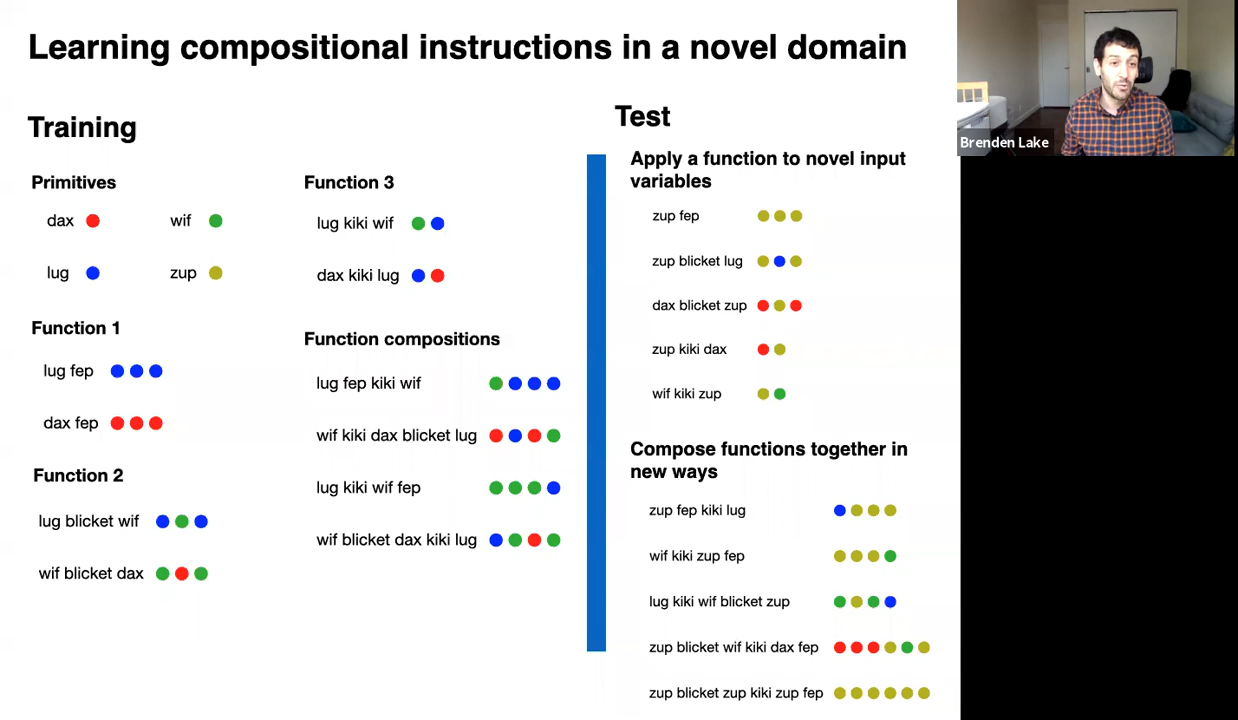 Learning compositional instructions in a novel domain
Brenden Lake
Training
Primitives
dax
wif
lug
zup
Function 1
lug fep
dax fep
Function 2
lug blicket wif
wif blicket dax
Function 3
lug kiki wif
dax kiki lug
Function compositions
lug fep kiki wif
wif kiki dax blicket lug
lug kiki wif fep
wif blicket dax kiki lug
Test
Apply a function to novel input
variables
zup fep
zup blicket lug
dax blicket zup
zup kiki dax
wif kiki zup
Compose functions together in
new ways
zup fep kiki lug
wif kiki zup fep
lug kiki wif blicket zup
zup blicket wif kiki dax fep
zup blicket zup kiki zup fep